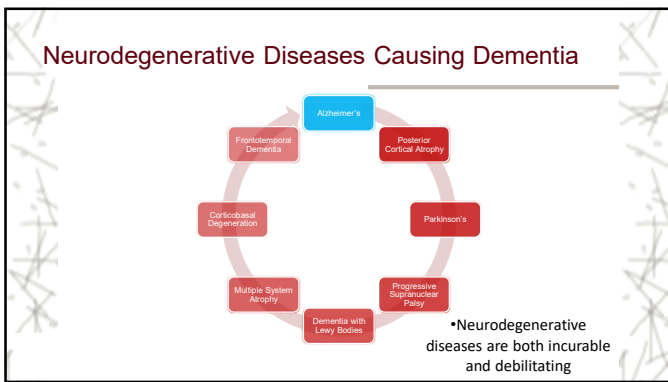 Neurodegenerative Diseases Causing Dementia
Alzheimer's
Posterior
Cortical Atrophy
Parkinson's
Progressive
Supranuclear
Palsy
Dementia with
Lewy Bodies
Multiple System
Atrophy
Corticobasal
Degeneration
Frontotemporal
Dementia
•Neurodegenerative
diseases are both incurable
and debilitating